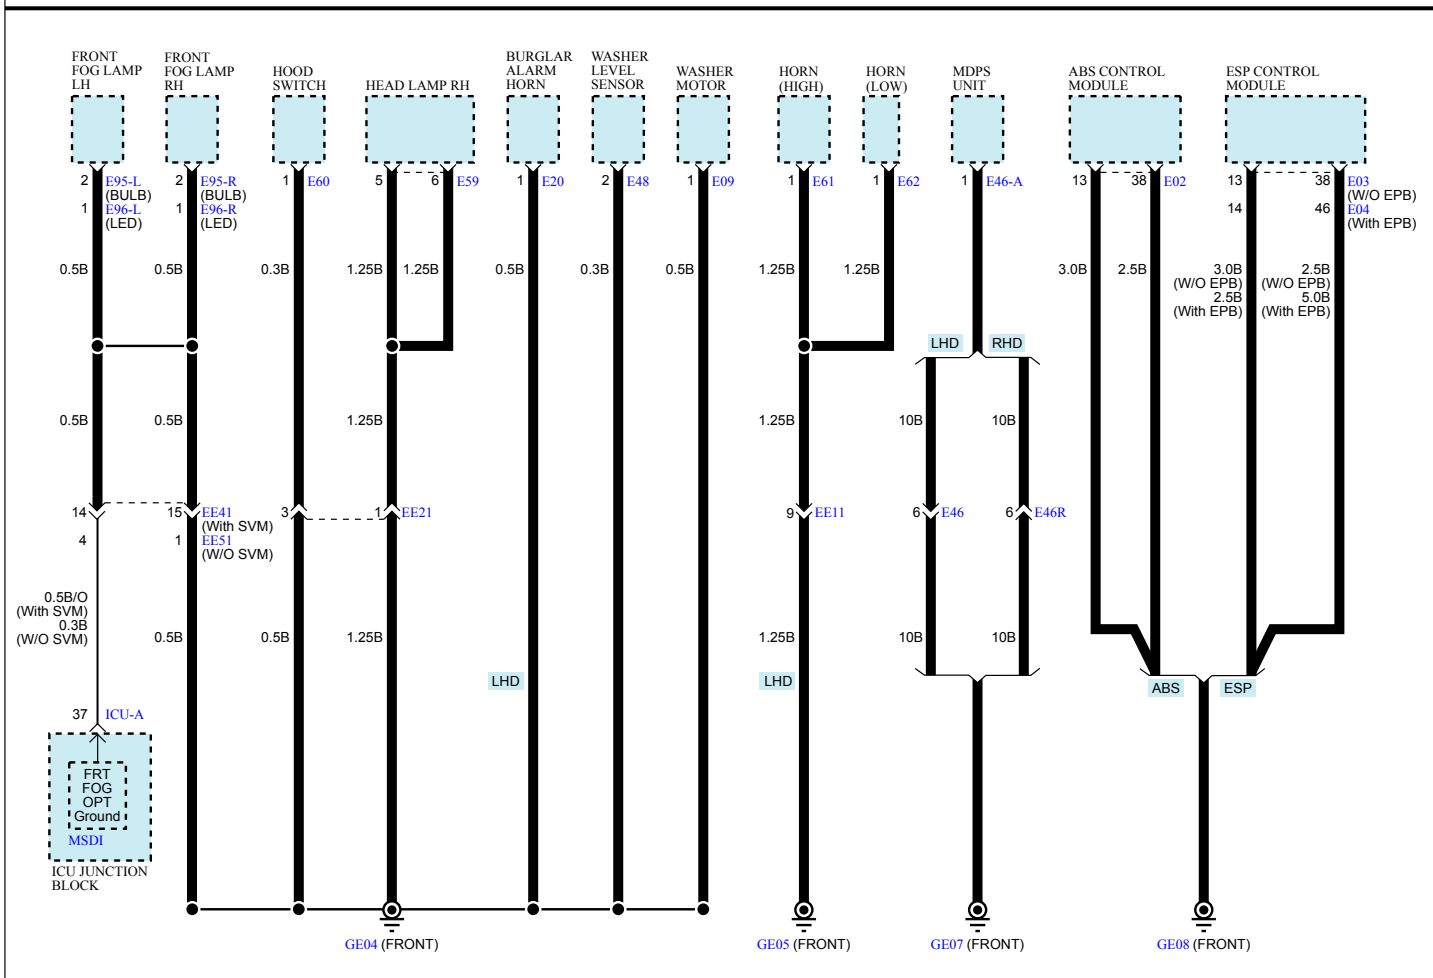 FRONT
FOG LAMP
LH
FRONT
FOG LAMP
RH
HOOD
SWITCH
HEAD LAMP RH
BURGLAR
ALARM
HORN
WASHER
LEVEL
SENSOR
WASHER
MOTOR
HORN
(HIGH)
HORN
(LOW)
MDPS
UNIT
ABS CONTROL
MODULE
ESP CONTROL
MODULE
2 E95-L
(BULB)
1 E96-L
(LED)
2 E95-R
(BULB)
1 E96-R
(LED)
1 E60
5 6 E59
1 E20
2 E48
1 E09
1 E61
1 E62
1 E46-A
13 38 E02
13 38 E03
(W/O EPB)
14 46 E04
(With EPB)
0.5B
0.5B
0.3B
1.25B
1.25B
0.5B
0.3B
0.5B
1.25B
1.25B
3.0B
2.5B
3.0B
(W/O EPB)
2.5B
(With EPB)
2.5B
(W/O EPB)
5.0B
(With EPB)
LHD
RHD
0.5B
0.5B
1.25B
1.25B
10B
10B
14
4
15 EE41
(With SVM)
1 EE51
(W/O SVM)
3
1 EE21
9 EE11
6 E46
6 E46R
0.5B/O
(With SVM)
0.3B
(W/O SVM)
0.5B
0.5B
1.25B
1.25B
10B
10B
LHD
LHD
ABS
ESP
37 ICU-A
FRT
FOG
OPT
Ground
MSDI
ICU JUNCTION
BLOCK
GE04 (FRONT)
GE05 (FRONT)
GE07 (FRONT)
GE08 (FRONT)